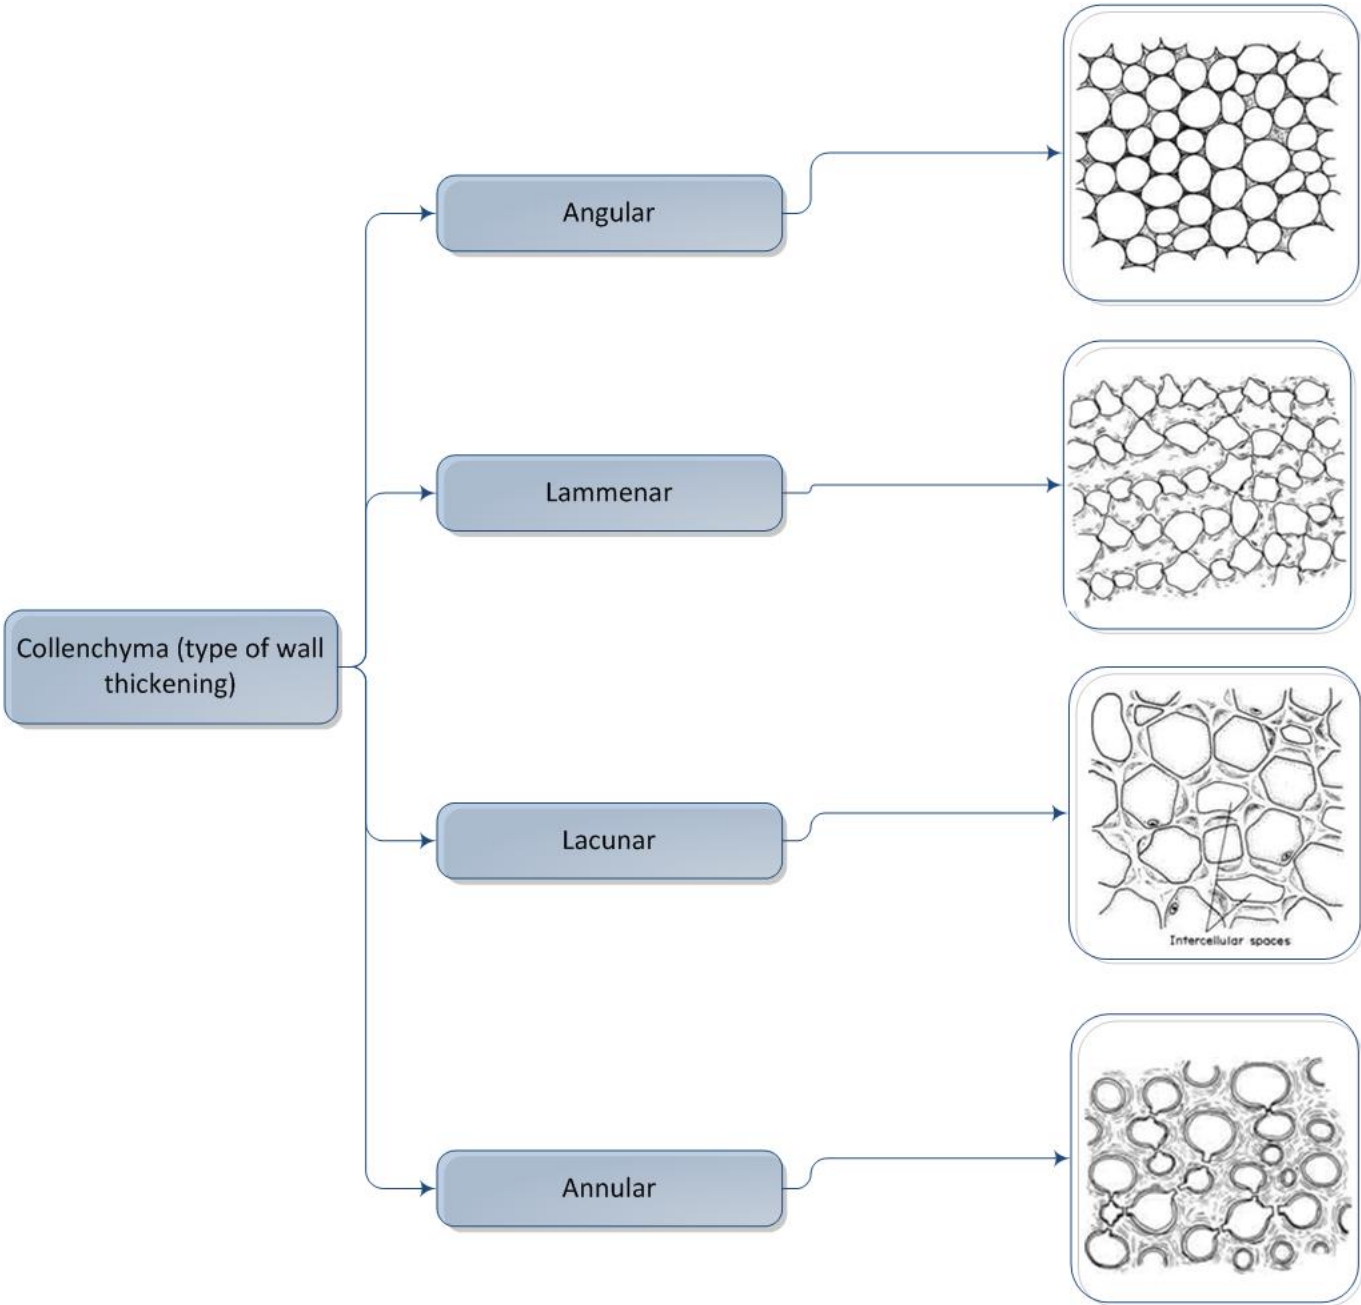 Angular
Lammenar
Collenchyma (type of wall
thickening)
Lacunar
Intercellular spaces
Annular